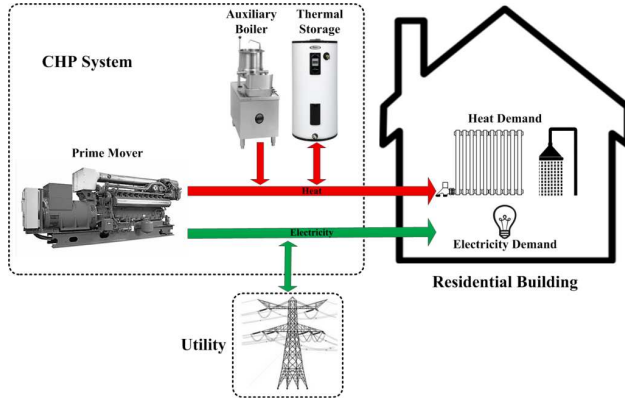 Auxiliary
Boiler
Thermal
Storage
CHP System
Prime Mover
Heat
Electricity
Heat Demand
Electricity Demand
Residential Building
Utility